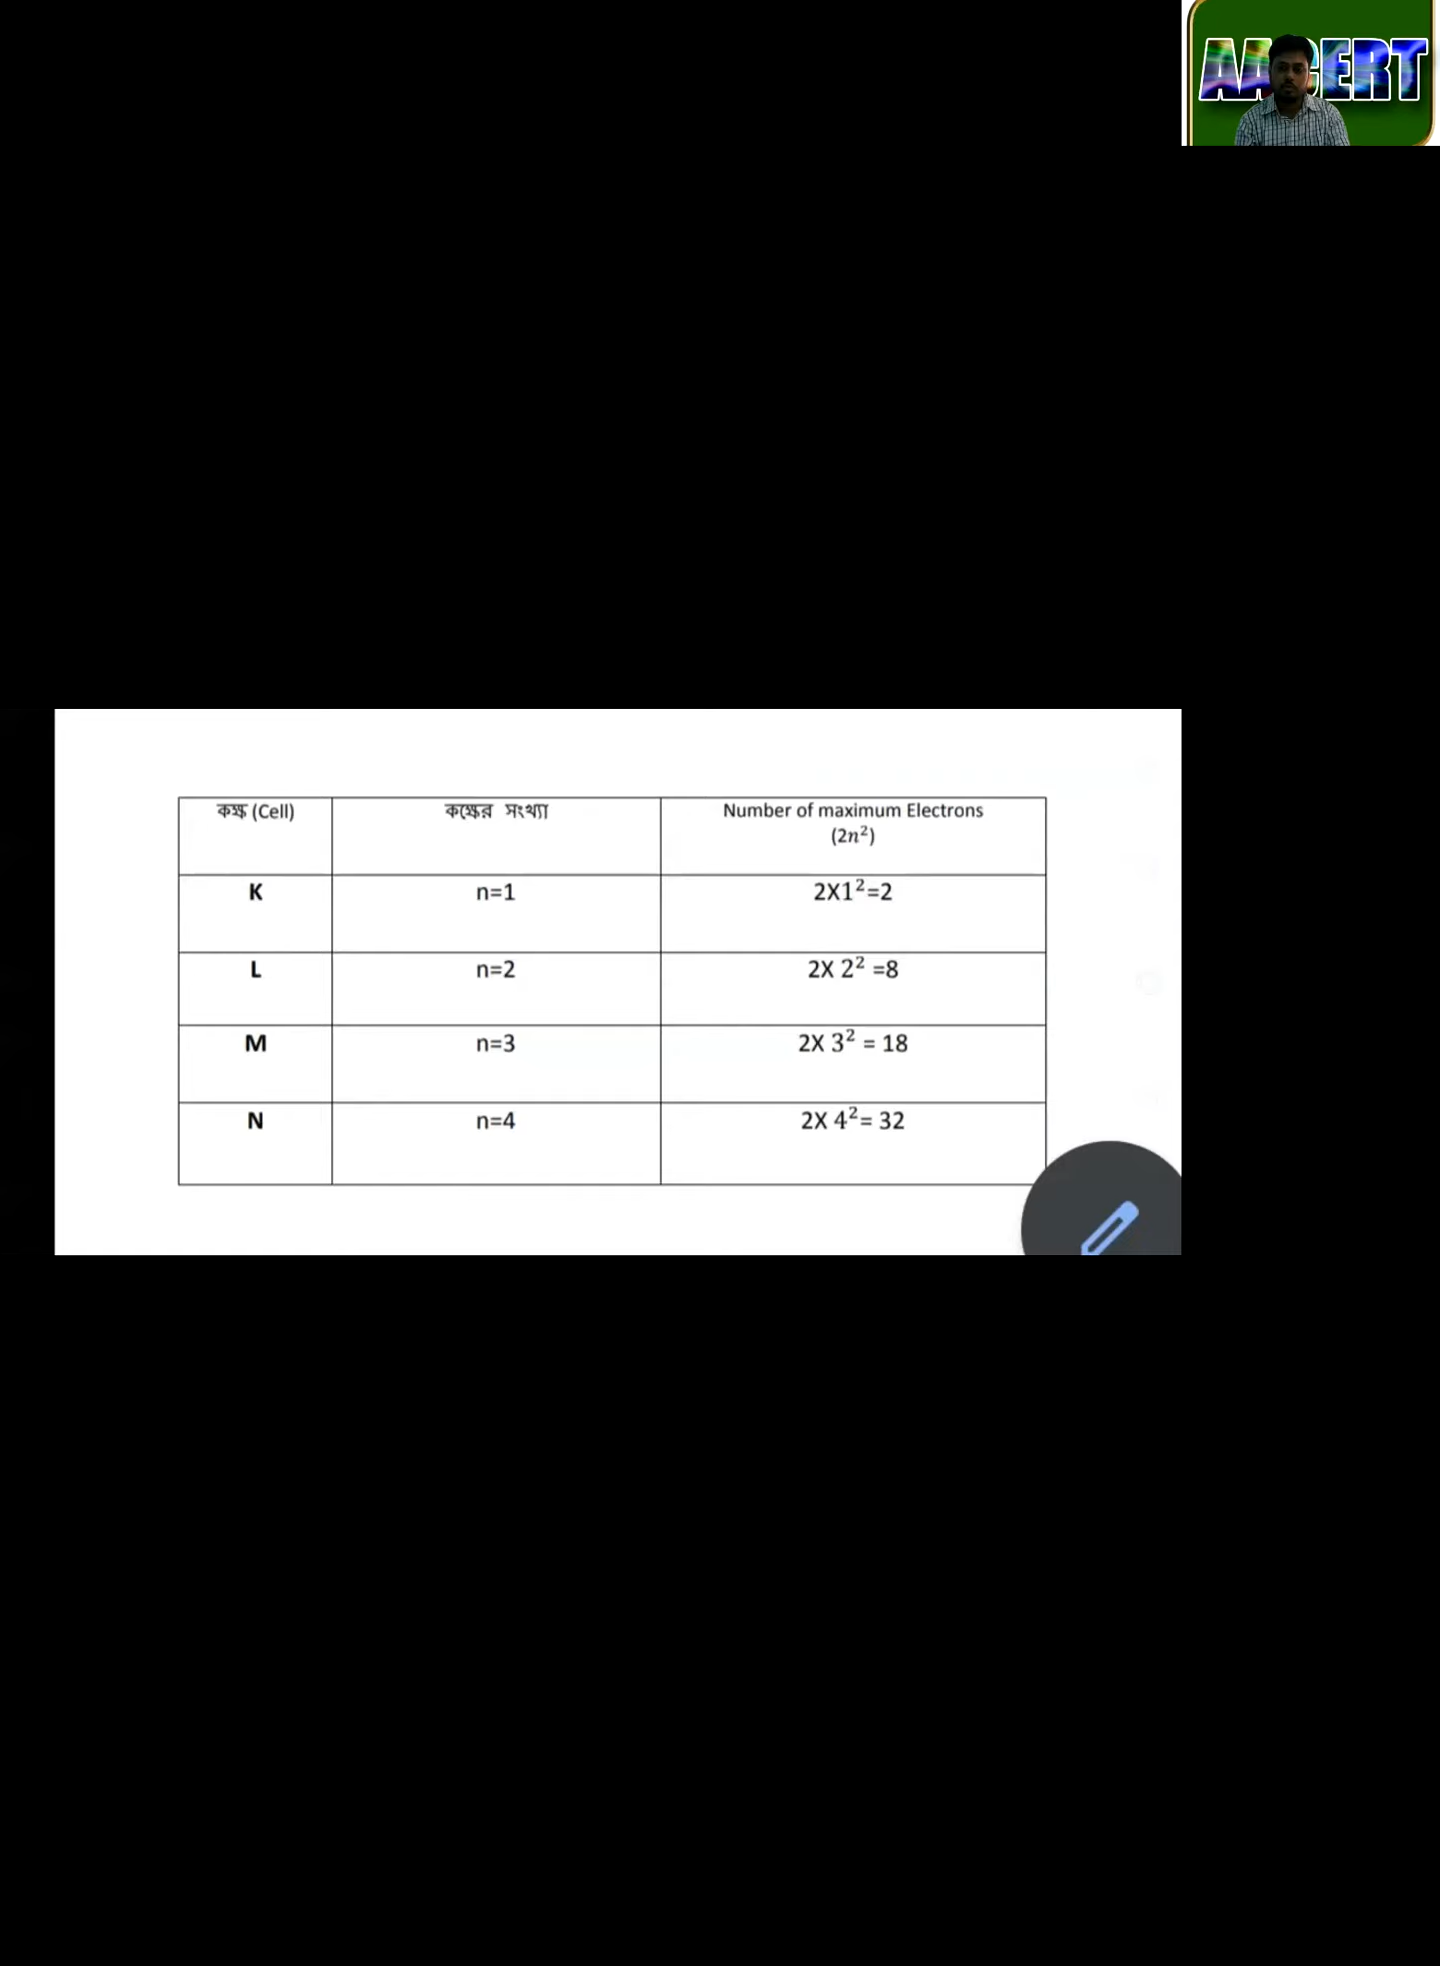 কক্ষ (Cell)
কক্ষের সংখ্যা
Number of maximum Electrons
(2n²)
K
n=1
2X1²=2
L
n=2
2X 2² =8
M
n=3
2X 3² = 18
N
n=4
2X 4²= 32